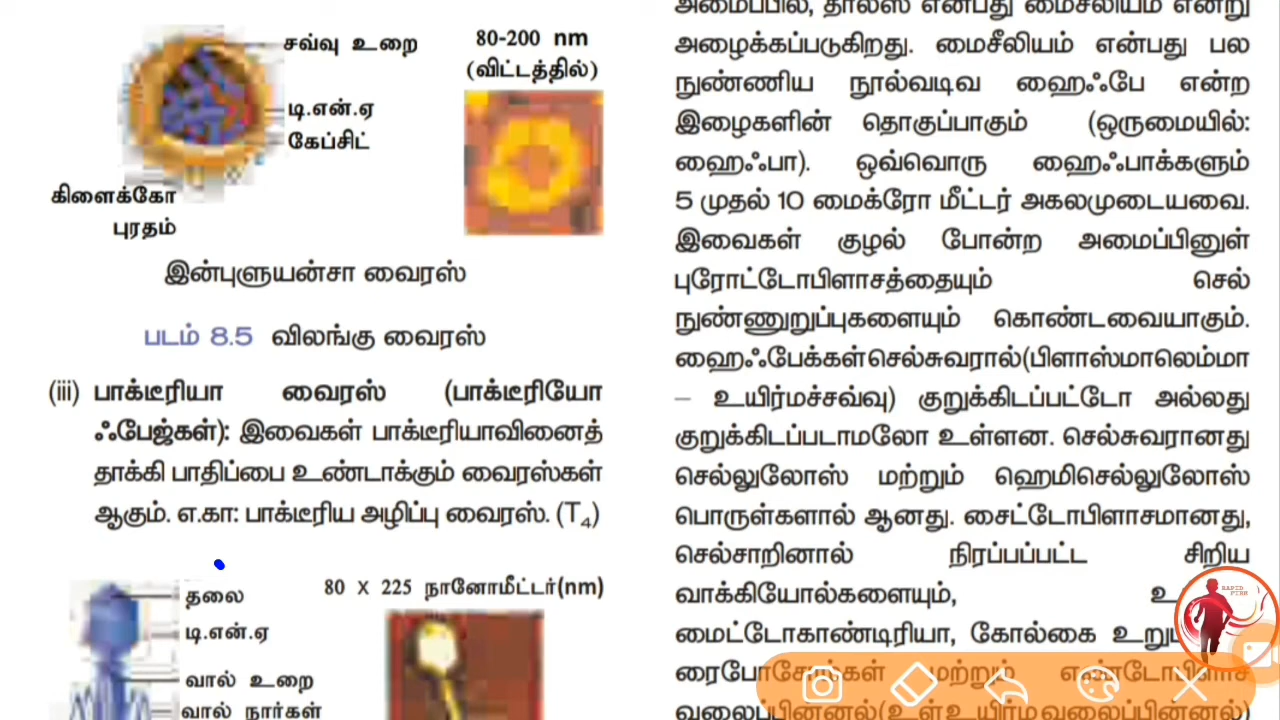 சவ்வு உறை
80-200 nm
(விட்டத்தில்)
டி.என்.ஏ
கேப்சிட்
கிளைக்கோ
புரதம்
இன்புளுயன்சா வைரஸ்
படம் 8.5 விலங்கு வைரஸ்
(iii) பாக்டீரியா வைரஸ் (பாக்டீரியோ
ஃபேஜ்கள்): இவைகள் பாக்டீரியாவினைத்
தாக்கி பாதிப்பை உண்டாக்கும் வைரஸ்கள்
ஆகும். எ.கா: பாக்டீரிய அழிப்பு வைரஸ். (T₄)
தலை
80 X 225 நானோமீட்டர்(nm)
டி.என்.ஏ
வால் உறை
வால் நார்கள்
அமைப்பில், தாலஸ் என்பது மைசீலியம் என்று
அழைக்கப்படுகிறது. மைசீலியம் என்பது பல
நுண்ணிய நூல்வடிவ ஹைஃபே என்ற
இழைகளின் தொகுப்பாகும் (ஒருமையில்:
ஹைஃபா). ஒவ்வொரு ஹைஃபாக்களும்
5 முதல் 10 மைக்ரோ மீட்டர் அகலமுடையவை.
இவைகள் குழல் போன்ற அமைப்பினுள்
புரோட்டோபிளாசத்தையும் செல்
நுண்ணுறுப்புகளையும் கொண்டவையாகும்.
ஹைஃபேக்கள் செல்சுவரால் (பிளாஸ்மாலெம்மா
– உயிர்மச்சவ்வு) குறுக்கிடப்பட்டோ அல்லது
குறுக்கிடப்படாமலோ உள்ளன. செல்சுவரானது
செல்லுலோஸ் மற்றும் ஹெமிசெல்லுலோஸ்
பொருள்களால் ஆனது. சைட்டோபிளாசமானது,
செல்சாறினால் நிரப்பப்பட்ட சிறிய
வாக்கியோல்களையும்,
மைட்டோகாண்டிரியா, கோல்கை
மற்றும்
RAPID